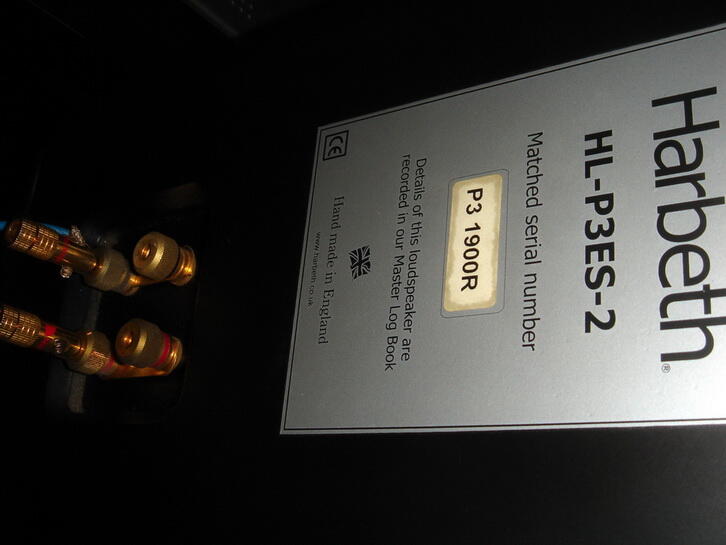 Harbeth®
HL-P3ES-2
Matched serial number
P3 1900R
Details of this loudspeaker are
recorded in our Master Log Book
Hand made in England
www.harbeth.co.uk
CE